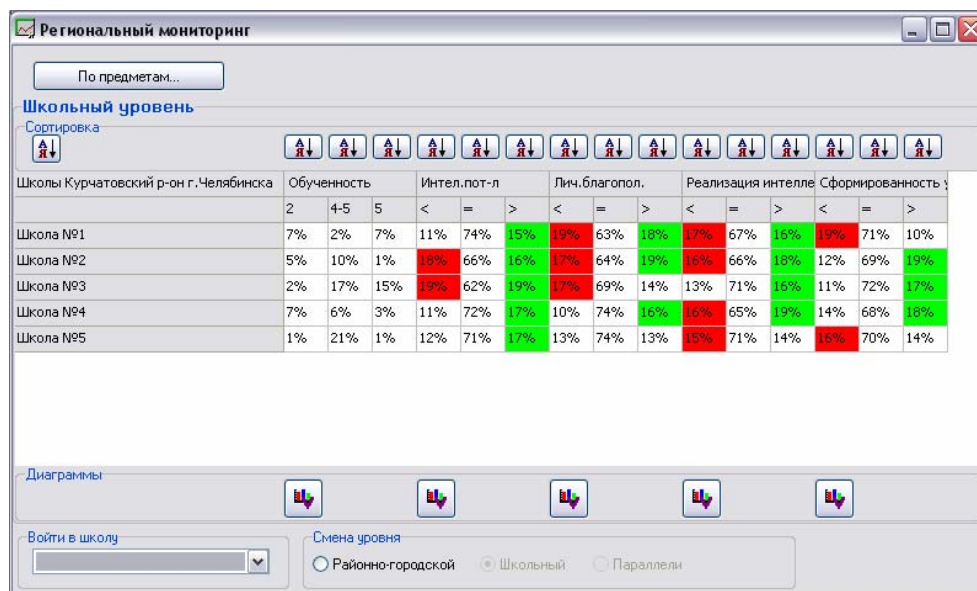 Региональный мониторинг
По предметам...
Школьный уровень
Сортировка
Школы Курчатовский р-он г.Челябинска Обученность Интел.пот-л Лич.благопол. Реализация интелле Сформированность у
2 4-5 5 < = > < = > < = > < = >
Школа №1 7% 2% 7% 11% 74% 15% 19% 63% 18% 17% 67% 16% 19% 71% 10%
Школа №2 5% 10% 1% 18% 66% 16% 17% 64% 19% 16% 66% 18% 12% 69% 19%
Школа №3 2% 17% 15% 19% 62% 19% 17% 69% 14% 13% 71% 16% 11% 72% 17%
Школа №4 7% 6% 3% 11% 72% 17% 10% 74% 16% 16% 65% 19% 14% 68% 18%
Школа №5 1% 21% 1% 12% 71% 17% 13% 74% 13% 15% 71% 14% 16% 70% 14%
Диаграммы
Войти в школу
Смена уровня
Районно-городской Школьный Параллели